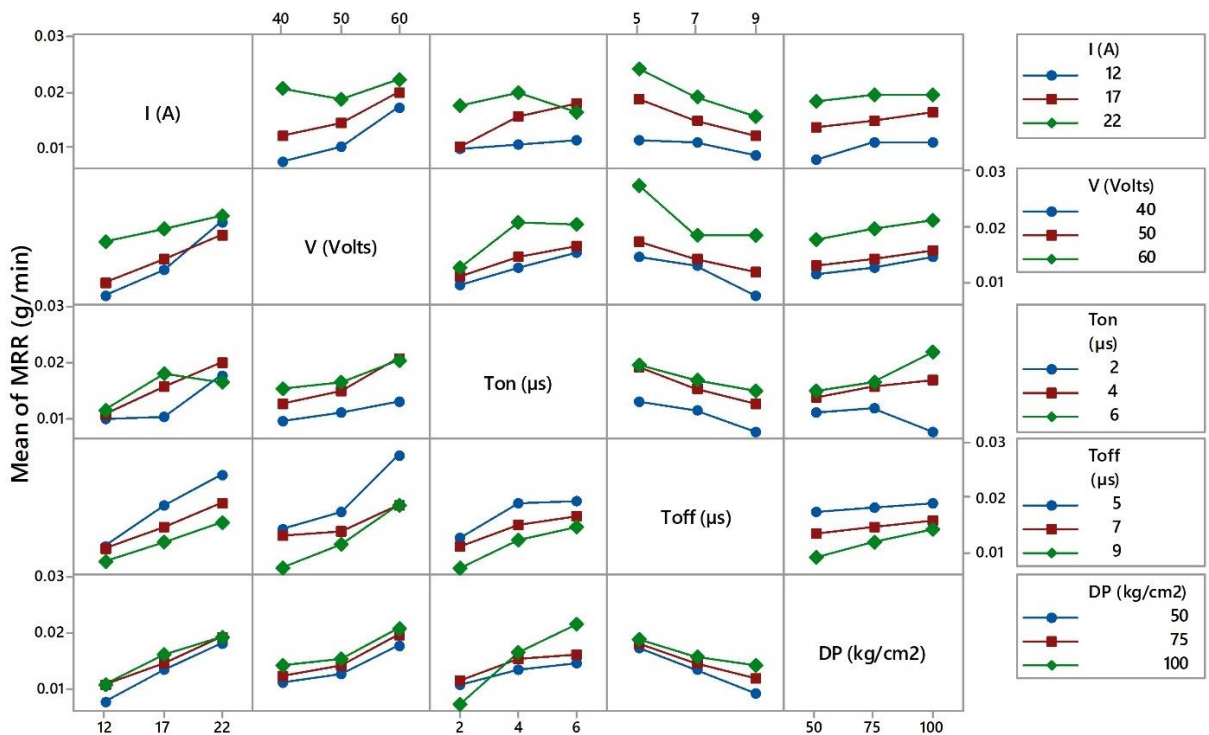 40 50 60 5 7 9
0.03
0.02
0.01
I (A)
I (A)
12
17
22
V (Volts)
0.03
0.02
0.01
V (Volts)
40
50
60
Mean of MRR (g/min)
0.03
0.02
0.01
Ton (µs)
Ton
(µs)
2
4
6
Toff (µs)
0.03
0.02
0.01
Toff
(µs)
5
7
9
0.03
0.02
0.01
DP (kg/cm2)
DP (kg/cm2)
50
75
100
12 17 22 2 4 6 50 75 100